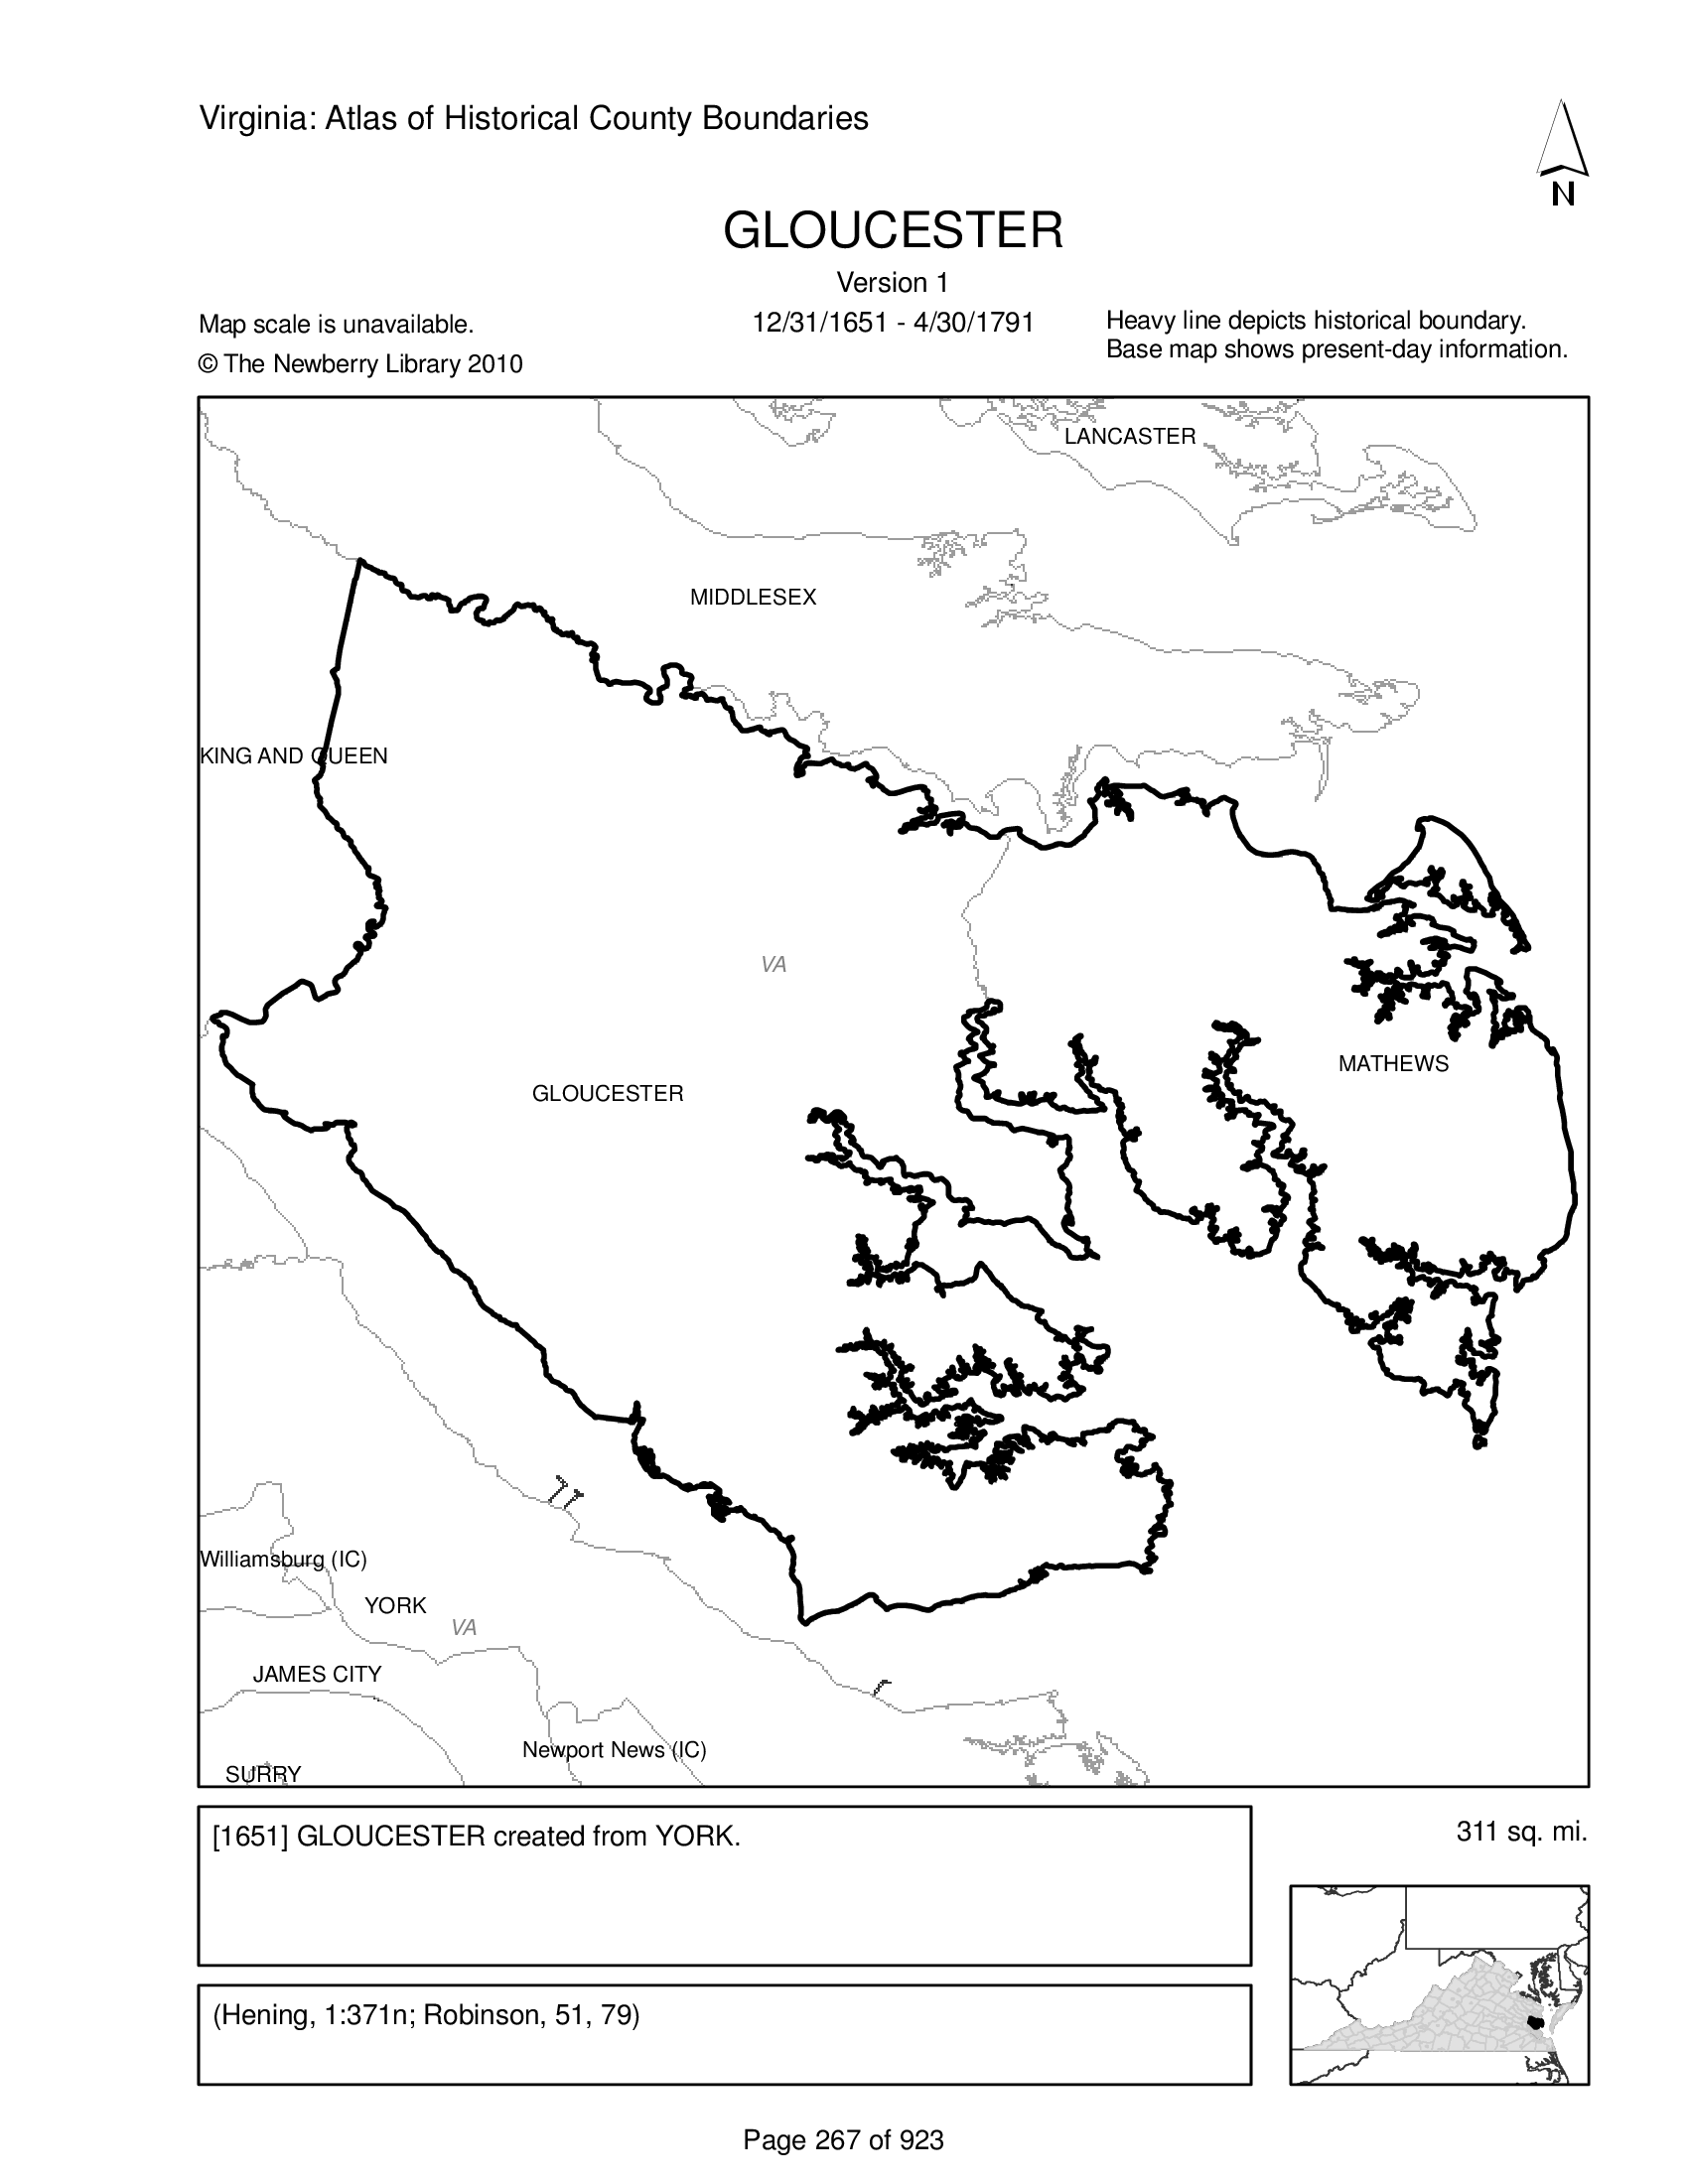 Virginia: Atlas of Historical County Boundaries
N
GLOUCESTER
Version 1
12/31/1651 - 4/30/1791
Map scale is unavailable.
© The Newberry Library 2010
Heavy line depicts historical boundary.
Base map shows present-day information.
LANCASTER
MIDDLESEX
KING AND QUEEN
VA
MATHEWS
GLOUCESTER
Williamsburg (IC)
YORK
VA
JAMES CITY
Newport News (IC)
SURRY
[1651] GLOUCESTER created from YORK.
311 sq. mi.
(Hening, 1:371n; Robinson, 51, 79)
Page 267 of 923